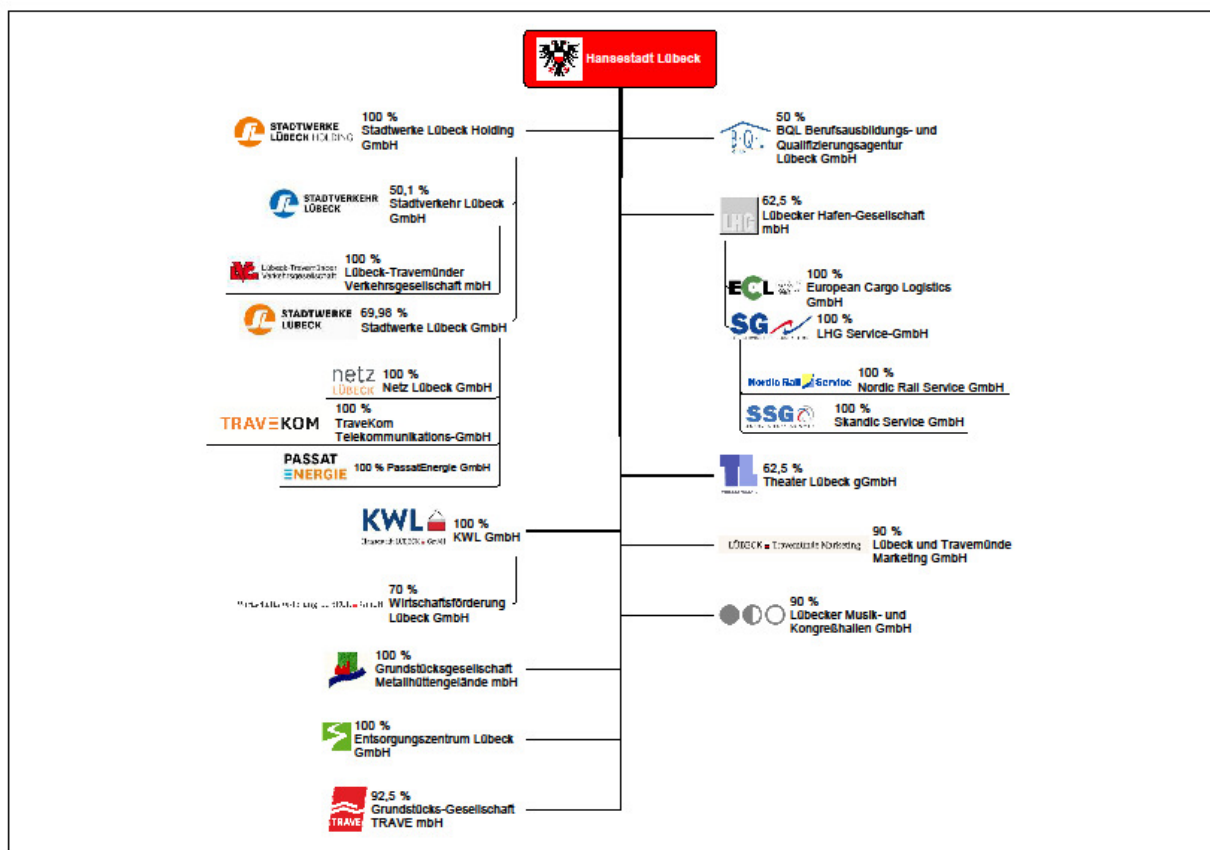 Hansestadt Lübeck
STADTWERKE
LÜBECK HOLDING
100 %
Stadtwerke Lübeck Holding
GmbH
STADTVERKEHR
LÜBECK
50,1 %
Stadtverkehr Lübeck
GmbH
Lübeck-Travemünder
Verkehrsgesellschaft
100 %
Lübeck-Travemünder
Verkehrsgesellschaft mbH
STADTWERKE
LÜBECK
69,98 %
Stadtwerke Lübeck GmbH
netz
LÜBECK
100 %
Netz Lübeck GmbH
TRAVEKOM
100 %
TraveKom
Telekommunikations-GmbH
PASSAT
ENERGIE
100 % PassatEnergie GmbH
KWL
100 %
KWL GmbH
70 %
Wirtschaftsförderung
Lübeck GmbH
100 %
Grundstücksgesellschaft
Metallhüttengelände mbH
100 %
Entsorgungszentrum Lübeck
GmbH
TRAVE
92,5 %
Grundstücks-Gesellschaft
TRAVE mbH
BQL
50 %
BQL Berufsausbildungs- und
Qualifizierungsagentur
Lübeck GmbH
LHG
62,5 %
Lübecker Hafen-Gesellschaft
mbH
ECL
100 %
European Cargo Logistics
GmbH
SG
100 %
LHG Service-GmbH
Nordic Rail Service
100 %
Nordic Rail Service GmbH
SSG
100 %
Skandic Service GmbH
TL
62,5 %
Theater Lübeck gGmbH
LÜBECK Travemünde Marketing
90 %
Lübeck und Travemünde
Marketing GmbH
90 %
Lübecker Musik- und
Kongreßhallen GmbH